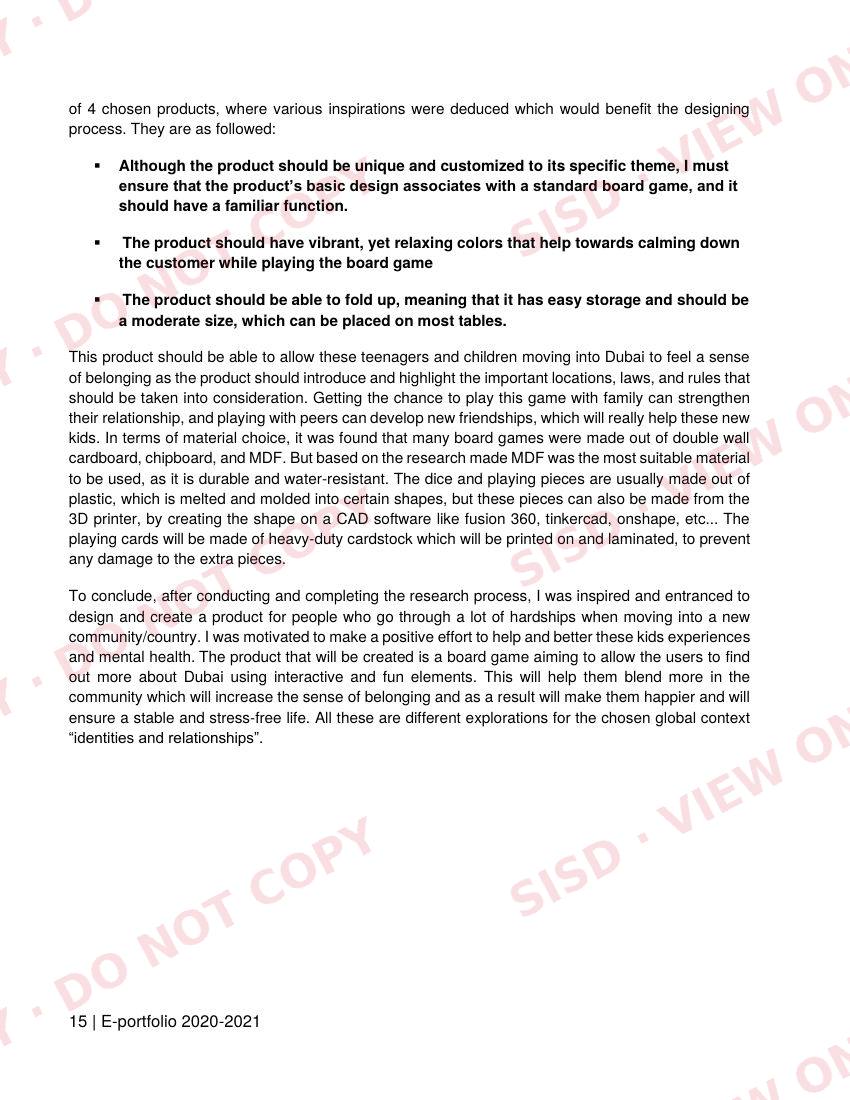 of 4 chosen products, where various inspirations were deduced which would benefit the designing
process. They are as followed:
▪ Although the product should be unique and customized to its specific theme, I must
ensure that the product’s basic design associates with a standard board game, and it
should have a familiar function.
▪ The product should have vibrant, yet relaxing colors that help towards calming down
the customer while playing the board game
▪ The product should be able to fold up, meaning that it has easy storage and should be
a moderate size, which can be placed on most tables.
This product should be able to allow these teenagers and children moving into Dubai to feel a sense
of belonging as the product should introduce and highlight the important locations, laws, and rules that
should be taken into consideration. Getting the chance to play this game with family can strengthen
their relationship, and playing with peers can develop new friendships, which will really help these new
kids. In terms of material choice, it was found that many board games were made out of double wall
cardboard, chipboard, and MDF. But based on the research made MDF was the most suitable material
to be used, as it is durable and water-resistant. The dice and playing pieces are usually made out of
plastic, which is melted and molded into certain shapes, but these pieces can also be made from the
3D printer, by creating the shape on a CAD software like fusion 360, tinkercad, onshape, etc... The
playing cards will be made of heavy-duty cardstock which will be printed on and laminated, to prevent
any damage to the extra pieces.
To conclude, after conducting and completing the research process, I was inspired and entranced to
design and create a product for people who go through a lot of hardships when moving into a new
community/country. I was motivated to make a positive effort to help and better these kids experiences
and mental health. The product that will be created is a board game aiming to allow the users to find
out more about Dubai using interactive and fun elements. This will help them blend more in the
community which will increase the sense of belonging and as a result will make them happier and will
ensure a stable and stress-free life. All these are different explorations for the chosen global context
“identities and relationships”.
15 | E-portfolio 2020-2021
SISD · VIEW ON
Y · DO NOT COPY
SISD · VIEW ON
Y · DO NOT COPY
SISD · VIEW ON
Y · DO NOT COPY